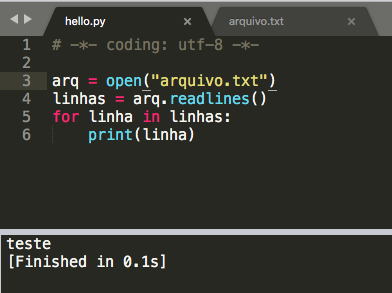 hello.py × arquivo.txt ×
1 # -*- coding: utf-8 -*-
2
3 arq = open("arquivo.txt")
4 linhas = arq.readlines()
5 for linha in linhas:
6     print(linha)
teste
[Finished in 0.1s]